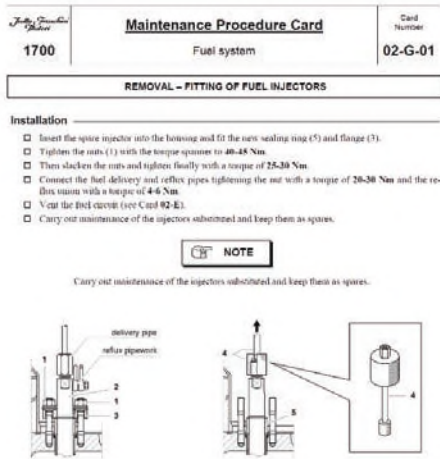 Maintenance Procedure Card
Card
Number
1700
Fuel system
02-G-01
REMOVAL – FITTING OF FUEL INJECTORS
Installation
Insert the spare injector into the housing and fit the new sealing ring (5) and flange (3).
Tighten the nuts (1) with the torque spanner to 40-45 Nm.
Then slacken the nuts and tighten finally with a torque of 25-30 Nm.
Connect the fuel delivery and reflux pipes tightening the nut with a torque of 20-30 Nm and the re-
flux union with a torque of 4-6 Nm.
Vent the fuel circuit (see Card 02-E).
Carry out maintenance of the injectors substituted and keep them as spares.
NOTE
Carry out maintenance of the injectors substituted and keep them as spares.
delivery pipe
reflux pipework
1
2
1
3
4
5
4